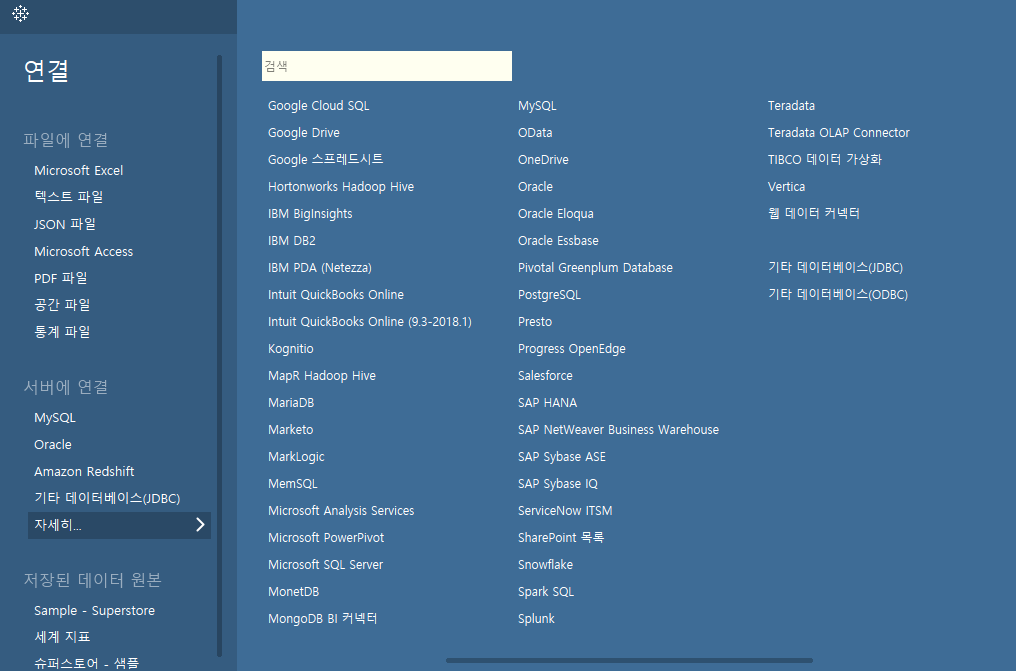 연결
파일에 연결
Microsoft Excel
텍스트 파일
JSON 파일
Microsoft Access
PDF 파일
공간 파일
통계 파일
서버에 연결
MySQL
Oracle
Amazon Redshift
기타 데이터베이스(JDBC)
자세히...
저장된 데이터 원본
Sample - Superstore
세계 지표
슈퍼스토어 - 샘플
검색
Google Cloud SQL
Google Drive
Google 스프레드시트
Hortonworks Hadoop Hive
IBM BigInsights
IBM DB2
IBM PDA (Netezza)
Intuit QuickBooks Online
Intuit QuickBooks Online (9.3-2018.1)
Kognitio
MapR Hadoop Hive
MariaDB
Marketo
MarkLogic
MemSQL
Microsoft Analysis Services
Microsoft PowerPivot
Microsoft SQL Server
MonetDB
MongoDB BI 커넥터
MySQL
OData
OneDrive
Oracle
Oracle Eloqua
Oracle Essbase
Pivotal Greenplum Database
PostgreSQL
Presto
Progress OpenEdge
Salesforce
SAP HANA
SAP NetWeaver Business Warehouse
SAP Sybase ASE
SAP Sybase IQ
ServiceNow ITSM
SharePoint 목록
Snowflake
Spark SQL
Splunk
Teradata
Teradata OLAP Connector
TIBCO 데이터 가상화
Vertica
웹 데이터 커넥터
기타 데이터베이스(JDBC)
기타 데이터베이스(ODBC)